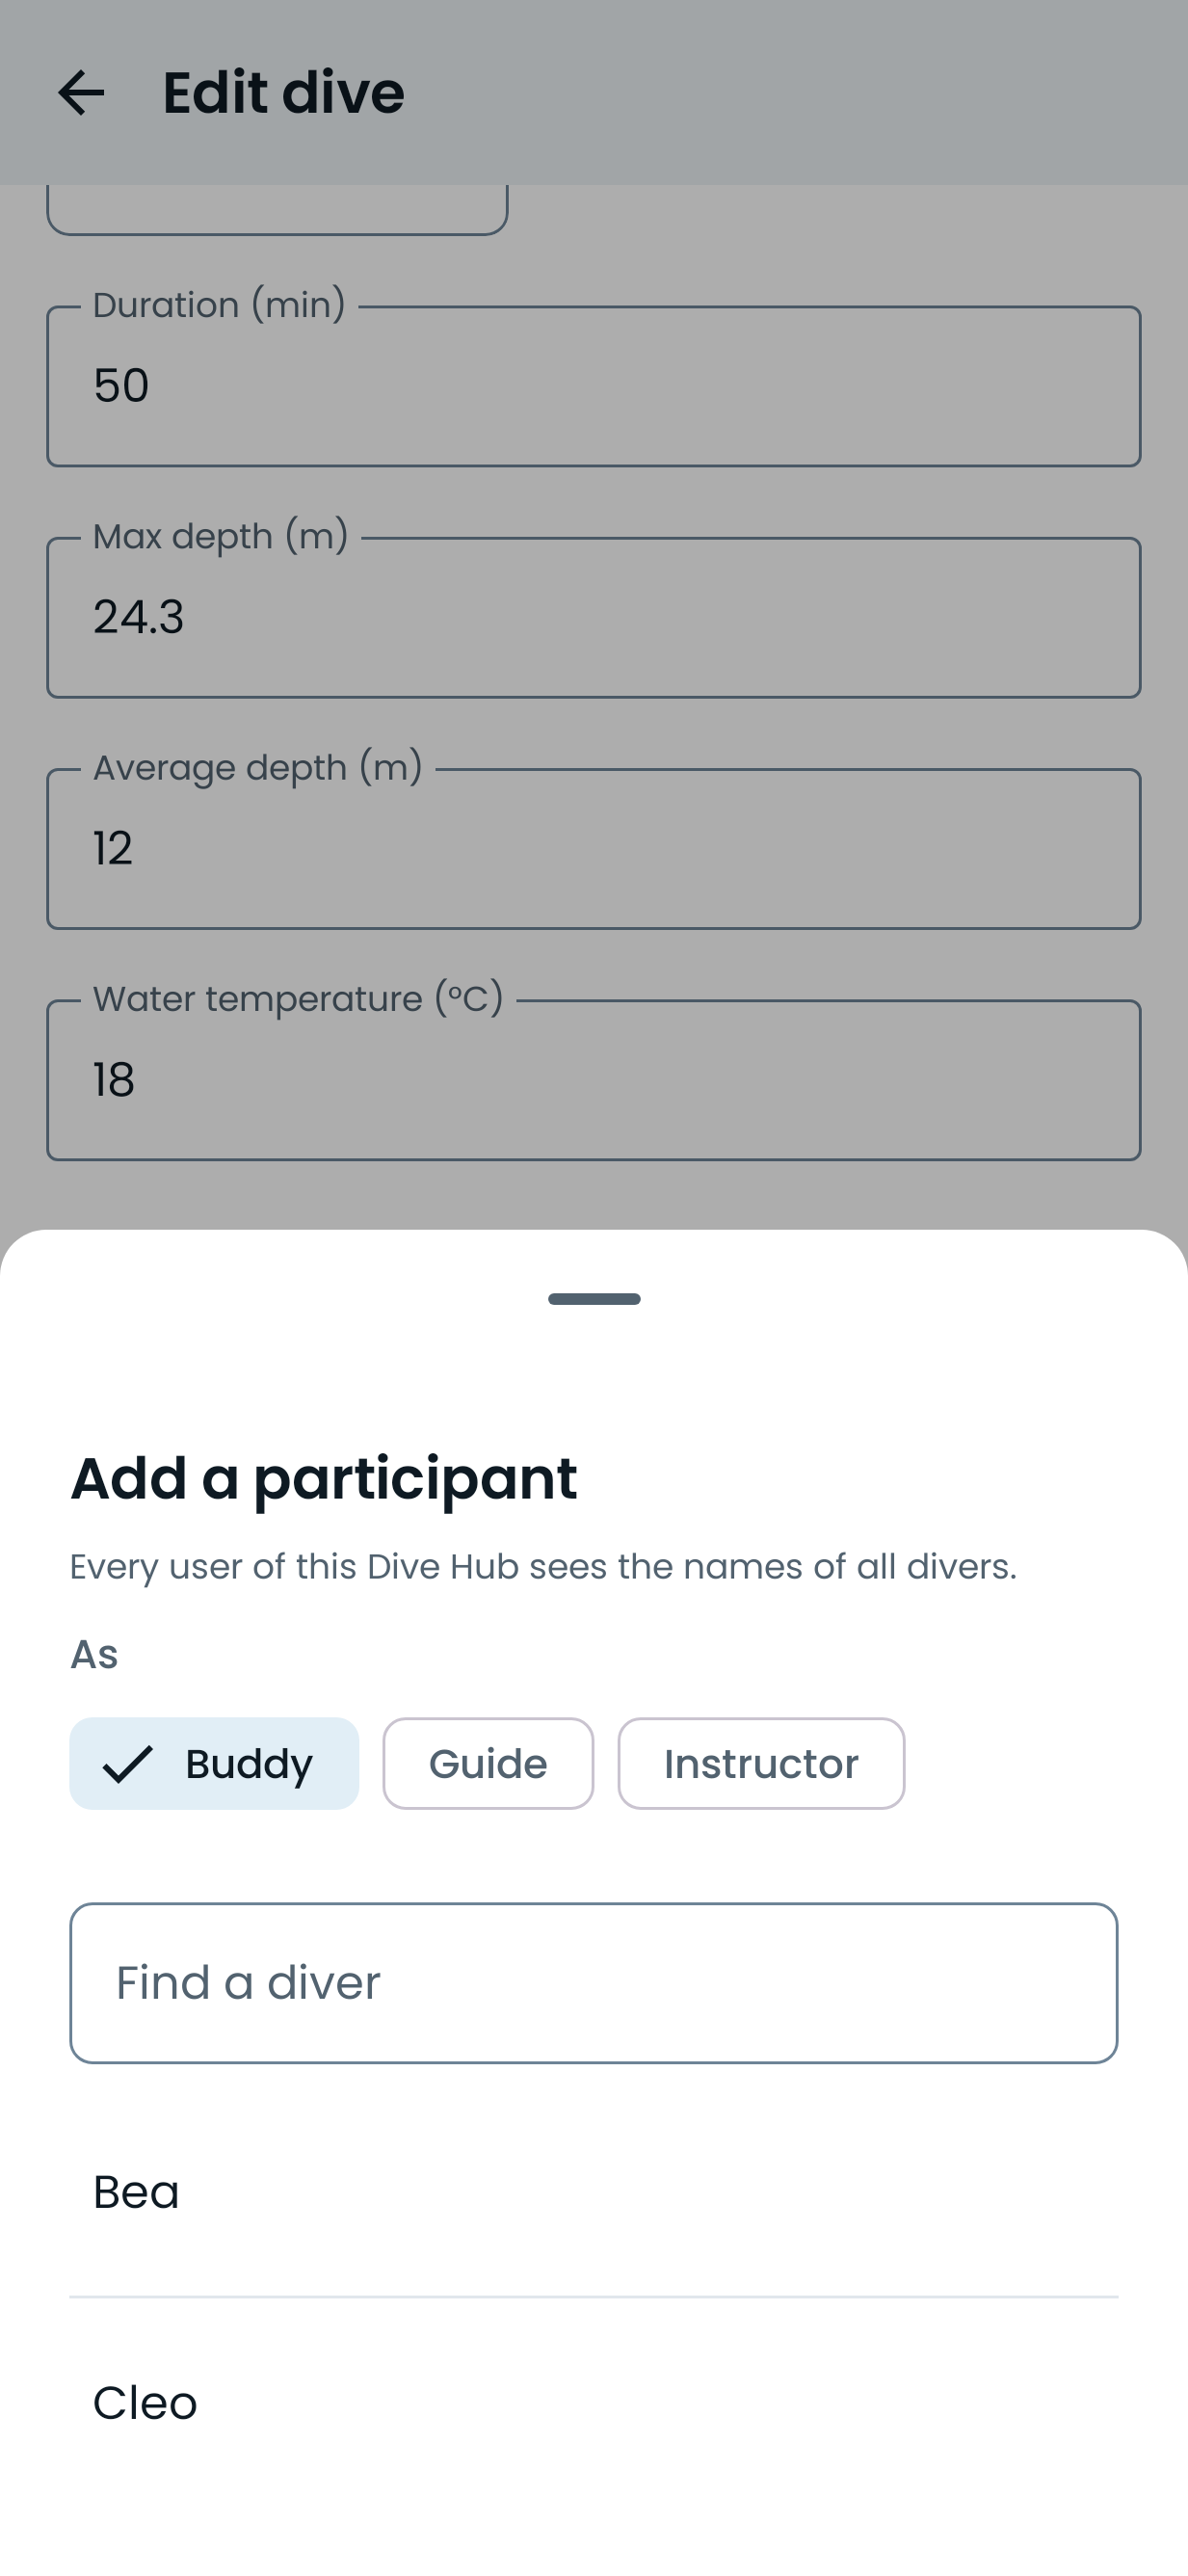 Edit dive
Duration (min)
50
Max depth (m)
24.3
Average depth (m)
12
Water temperature (°C)
18
Add a participant
Every user of this Dive Hub sees the names of all divers.
As
Buddy Guide Instructor
Find a diver
Bea
Cleo